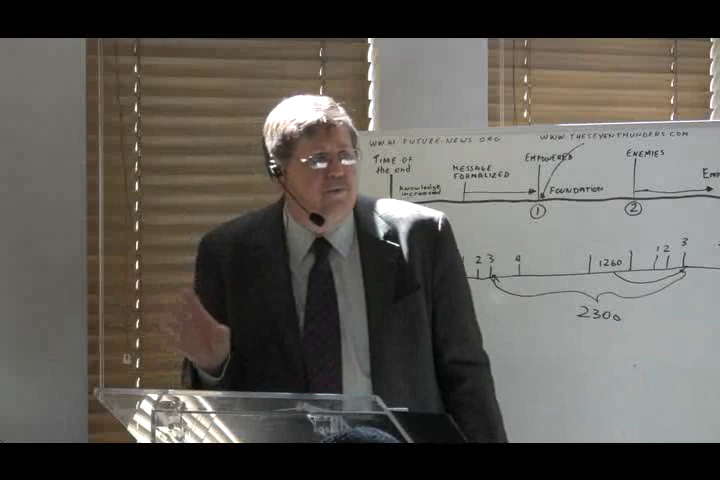 WWW.FUTURE-NEWS.ORG
WWW.THESEVENTHUNDERS.COM
TIME OF the end
MESSAGE FORMALIZED
EMPOWERED
ENEMIES
Knowledge increased
FOUNDATION
1
2
2 3 4
1260
1 2 3
2300